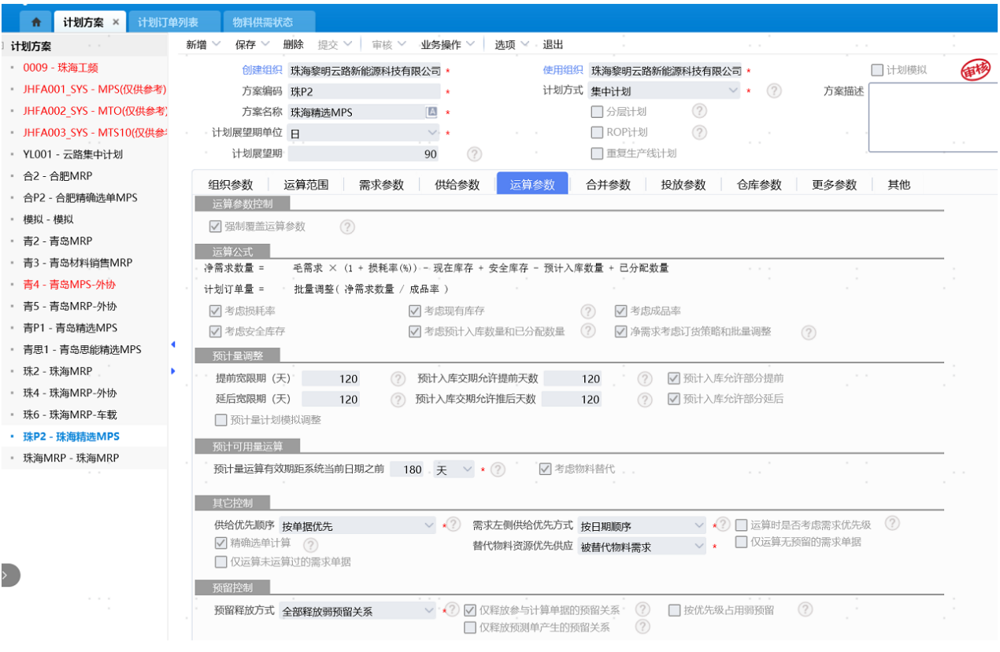 计划方案 × 计划订单列表 物料供需状态
计划方案
0009 - 珠海工频
JHFA001_SYS - MPS(仅供参考)
JHFA002_SYS - MTO(仅供参考)
JHFA003_SYS - MTS10(仅供参
YL001 - 云路集中计划
合2 - 合肥MRP
合P2 - 合肥精确选单MPS
模拟 - 模拟
青2 - 青岛MRP
青3 - 青岛材料销售MRP
青4 - 青岛MPS-外协
青5 - 青岛MRP-外协
青P1 - 青岛精选MPS
青思1 - 青岛思能精选MPS
珠2 - 珠海MRP
珠4 - 珠海MRP-外协
珠6 - 珠海MRP-车载
珠P2 - 珠海精选MPS
珠海MRP - 珠海MRP
新增 保存 删除 提交 审核 业务操作 选项 退出
创建组织 珠海黎明云路新能源科技有限公司 * 使用组织 珠海黎明云路新能源科技有限公司 * 计划模拟 审核
方案编码 珠P2 * 计划方式 集中计划 * ? 方案描述
方案名称 珠海精选MPS A * 分层计划 ?
计划展望期单位 日 * ROP计划 ?
计划展望期 90 ? 重复生产线计划
组织参数 运算范围 需求参数 供给参数 运算参数 合并参数 投放参数 仓库参数 更多参数 其他
运算参数控制
强制覆盖运算参数 ?
运算公式
净需求数量 = 毛需求 × (1 + 损耗率(%)) - 现在库存 + 安全库存 - 预计入库数量 + 已分配数量
计划订单量 = 批量调整( 净需求数量 / 成品率 )
考虑损耗率 考虑现有库存 ? 考虑成品率
考虑安全库存 考虑预计入库数量和已分配数量 ? 净需求考虑订货策略和批量调整 ?
预计量调整
提前宽限期（天） 120 ? 预计入库交期允许提前天数 120 ? 预计入库允许部分提前
延后宽限期（天） 120 ? 预计入库交期允许推后天数 120 ? 预计入库允许部分延后
预计量计划模拟调整
预计可用量运算
预计量运算有效期距系统当前日期之前 180 天 * ? 考虑物料替代
其它控制
供给优先顺序 按单据优先 * ? 需求左侧供给优先方式 按日期顺序 * ? 运算时是否考虑需求优先级 ?
精确选单计算 ? 替代物料资源优先供应 被替代物料需求 * 仅运算无预留的需求单据
仅运算未运算过的需求单据
预留控制
预留释放方式 全部释放弱预留关系 * ? 仅释放参与计算单据的预留关系 ? 按优先级占用弱预留 ?
仅释放预测单产生的预留关系 ?